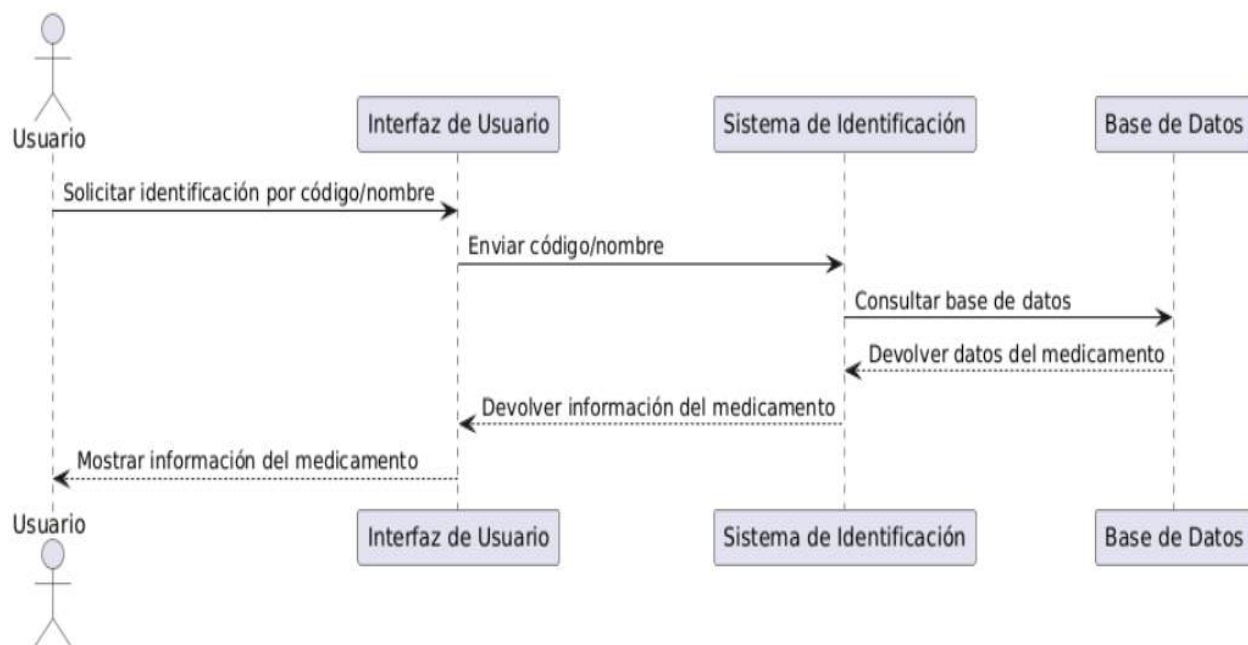 Usuario
Interfaz de Usuario
Sistema de Identificación
Base de Datos
Solicitar identificación por código/nombre
Enviar código/nombre
Consultar base de datos
Devolver datos del medicamento
Devolver información del medicamento
Mostrar información del medicamento
Usuario
Interfaz de Usuario
Sistema de Identificación
Base de Datos